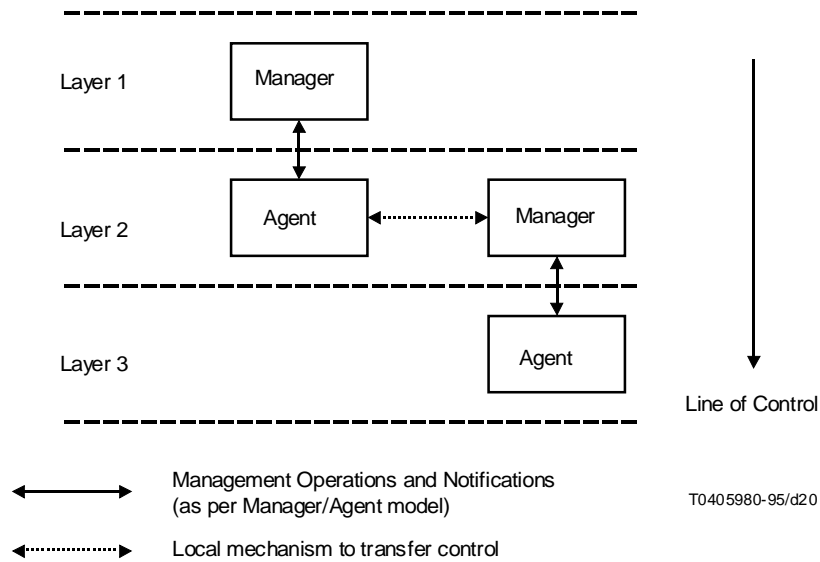 Layer 1
Manager
Layer 2
Agent
Manager
Layer 3
Agent
Line of Control
Management Operations and Notifications
(as per Manager/Agent model)
T0405980-95/d20
Local mechanism to transfer control